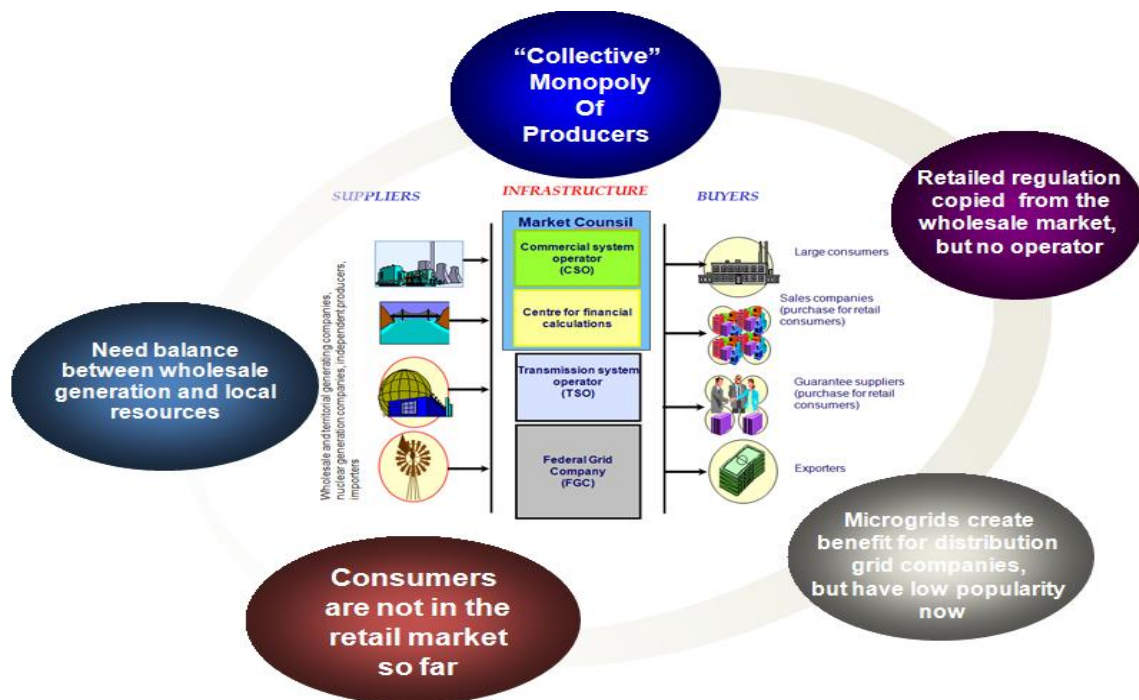 “Collective”
Monopoly
Of
Producers
Retailed regulation
copied from the
wholesale market,
but no operator
SUPPLIERS
INFRASTRUCTURE
BUYERS
Market Counsil
Commercial system
operator
(CSO)
Centre for financial
calculations
Transmission system
operator
(TSO)
Federal Grid
Company
(FGC)
Wholesale and territorial generating companies,
nuclear generation companies, independent producers,
importers
Large consumers
Sales companies
(purchase for retail
consumers)
Guarantee suppliers
(purchase for retail
consumers)
Exporters
Need balance
between wholesale
generation and local
resources
Microgrids create
benefit for distribution
grid companies,
but have low popularity
now
Consumers
are not in the
retail market
so far